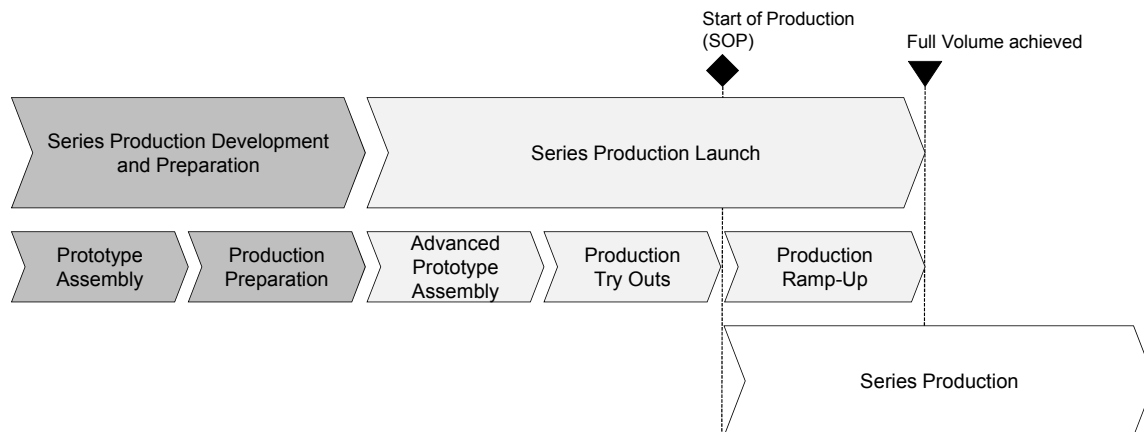 Start of Production
(SOP)
Full Volume achieved
Series Production Development
and Preparation
Series Production Launch
Prototype
Assembly
Production
Preparation
Advanced
Prototype
Assembly
Production
Try Outs
Production
Ramp-Up
Series Production